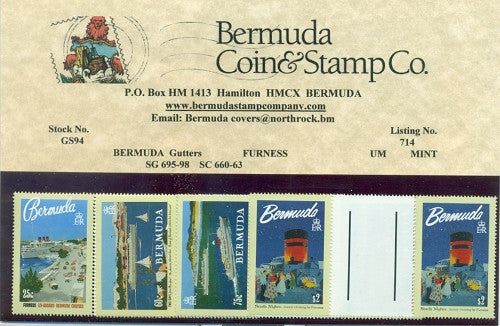 Bermuda
Coin&Stamp Co.
P.O. Box HM 1413 Hamilton HMCX BERMUDA
www.bermudastampcompany.com
Email: Bermuda covers@northrock.bm
Stock No.
GS94
Listing No.
714
BERMUDA Gutters FURNESS UM MINT
SG 695-98 SC 660-63
Bermuda
25c
BERMUDA
BERMUDA
75c
Bermuda
$2
Bermuda
$2